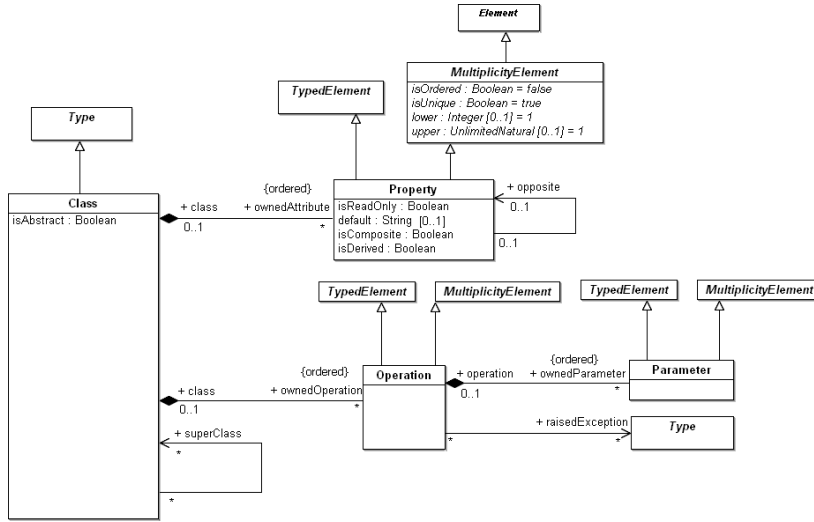 Element
MultiplicityElement
isOrdered : Boolean = false
isUnique : Boolean = true
lower : Integer [0..1] = 1
upper : UnlimitedNatural [0..1] = 1
TypedElement
Type
Class
isAbstract : Boolean
+ class
0..1
{ordered}
+ ownedAttribute
*
Property
isReadOnly : Boolean
default : String [0..1]
isComposite : Boolean
isDerived : Boolean
+ opposite
0..1
0..1
TypedElement
MultiplicityElement
TypedElement
MultiplicityElement
+ class
0..1
{ordered}
+ ownedOperation
*
Operation
+ operation
0..1
{ordered}
+ ownedParameter
*
Parameter
+ raisedException
*
*
Type
+ superClass
*
*